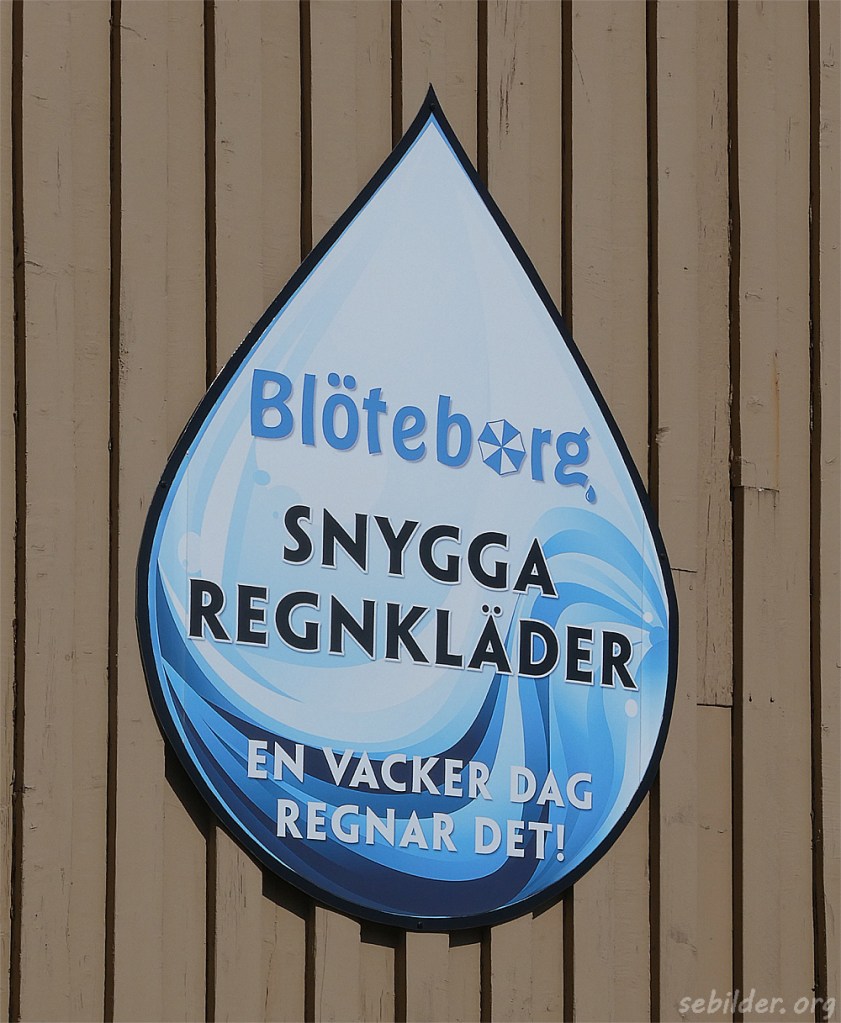 Blöteborg
SNYGGA
REGNKLÄDER
EN VACKER DAG
REGNAR DET!
sebilder.org